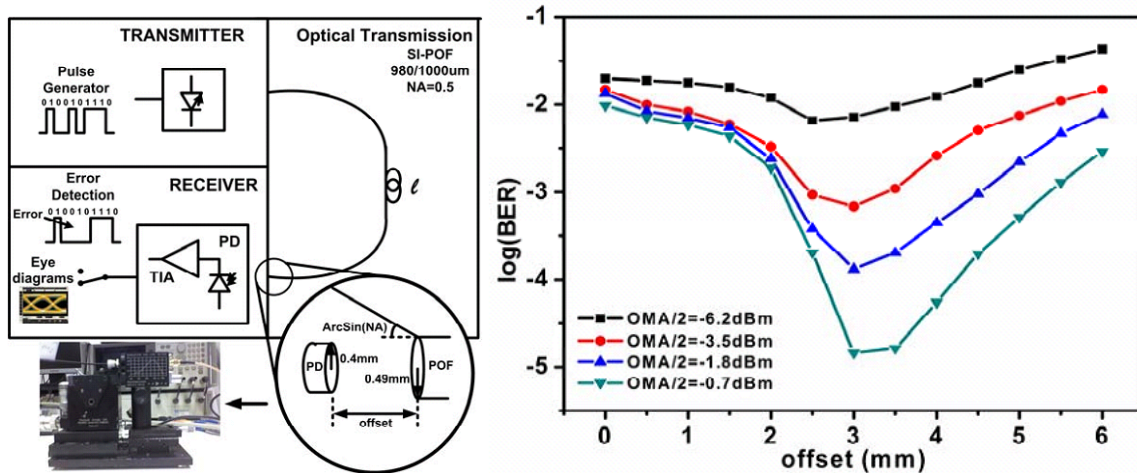 TRANSMITTER
Pulse
Generator
0100101110
Optical Transmission
SI-POF
980/1000um
NA=0.5
ℓ
RECEIVER
Error
Detection
0100101110
Error
Eye
diagrams
TIA
PD
ArcSin(NA)
PD
0.4mm
0.49mm
POF
offset
-1
-2
-3
-4
-5
log(BER)
OMA/2=-6.2dBm
OMA/2=-3.5dBm
OMA/2=-1.8dBm
OMA/2=-0.7dBm
0 1 2 3 4 5 6
offset (mm)